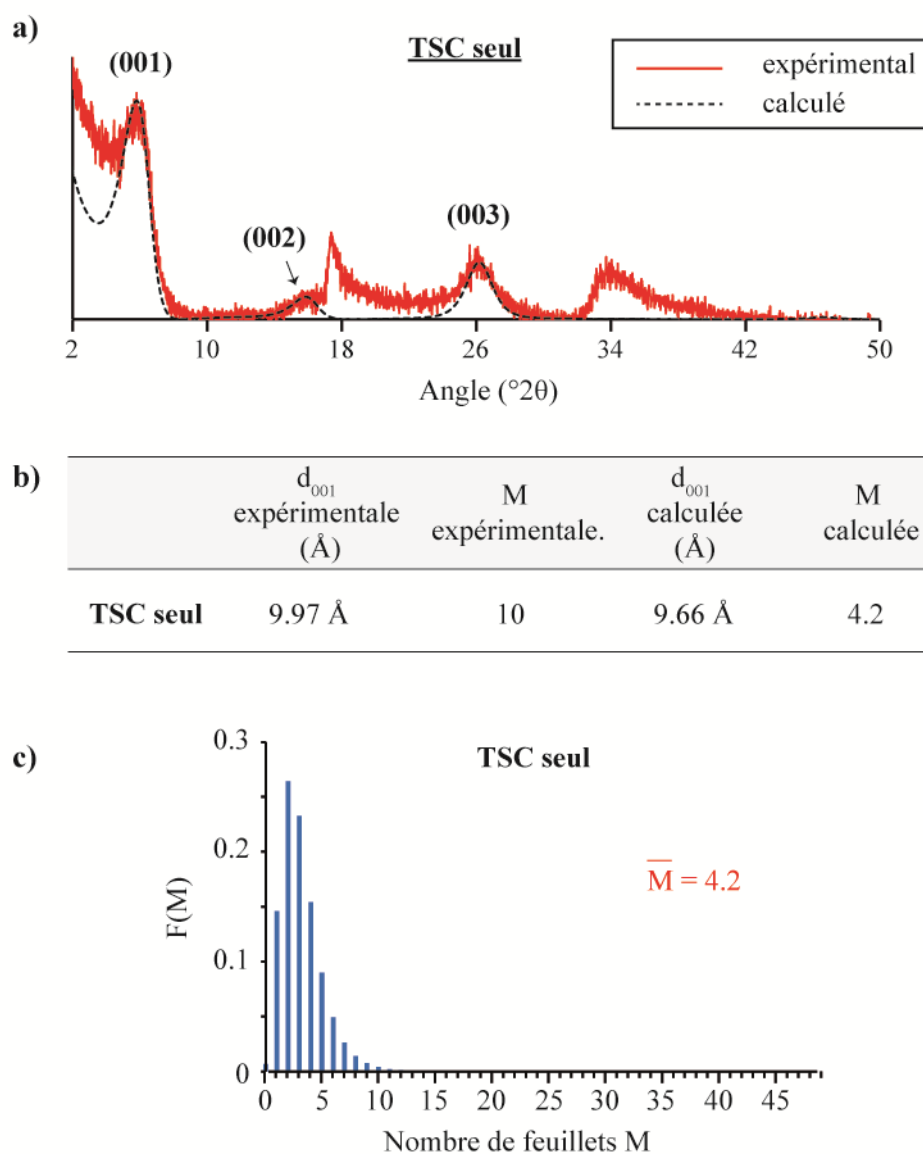 a)
TSC seul
expérimental
calculé
(001)
(002)
(003)
2 10 18 26 34 42 50
Angle (°2θ)
b)
d001 expérimentale (Å)
M expérimentale.
d001 calculée (Å)
M calculée
TSC seul 9.97 Å 10 9.66 Å 4.2
c)
TSC seul
0.3
0.2
0.1
0
F(M)
M = 4.2
0 5 10 15 20 25 30 35 40 45
Nombre de feuillets M